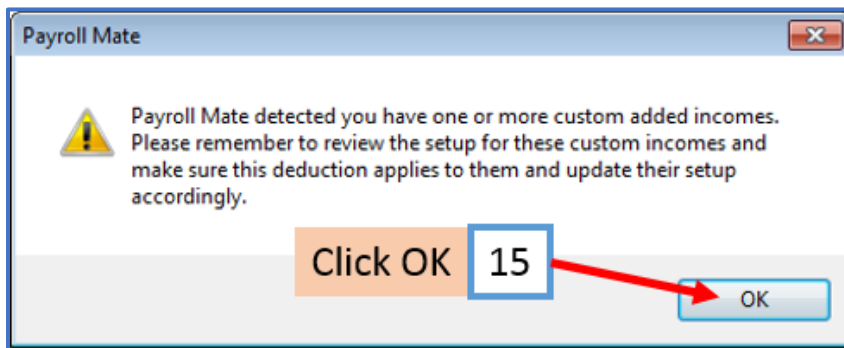 Payroll Mate
Payroll Mate detected you have one or more custom added incomes.
Please remember to review the setup for these custom incomes and
make sure this deduction applies to them and update their setup
accordingly.
Click OK 15
OK